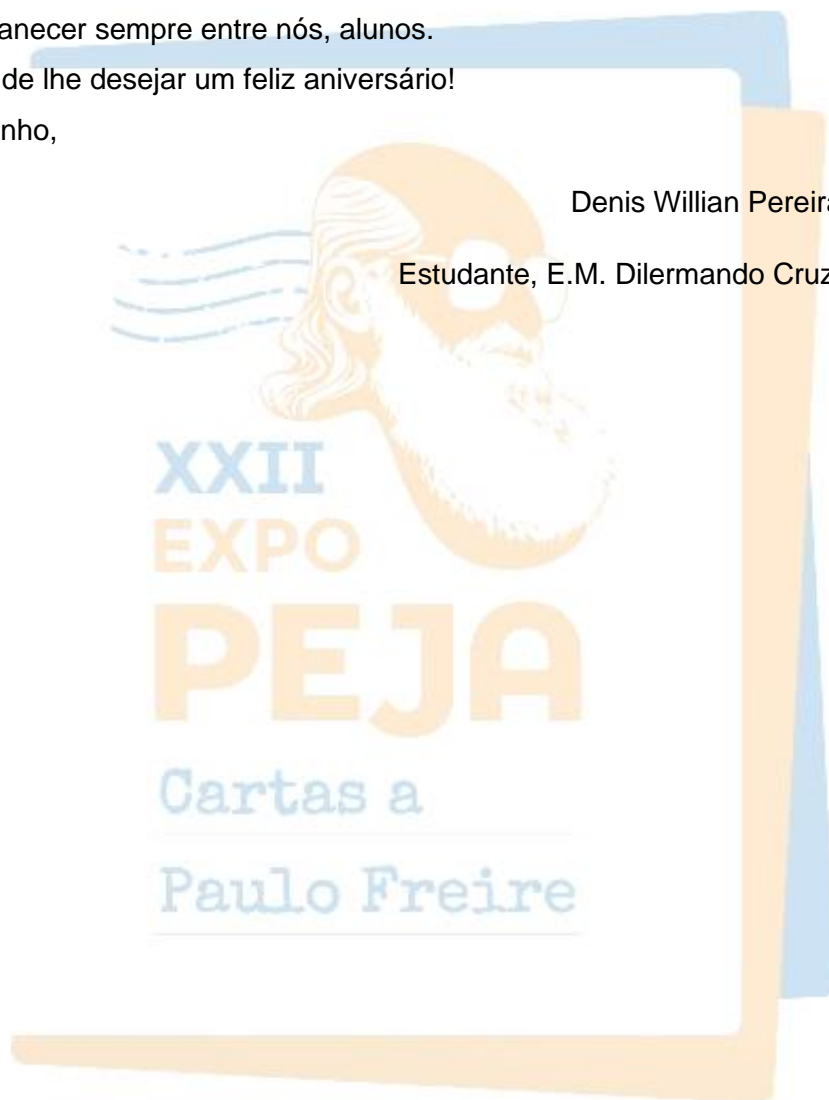 anecer sempre entre nós, alunos.
de lhe desejar um feliz aniversário!
nho,
Denis Willian Pereira
Estudante, E.M. Dilermando Cruz
XXII
EXPO
PEJA
Cartas a
Paulo Freire